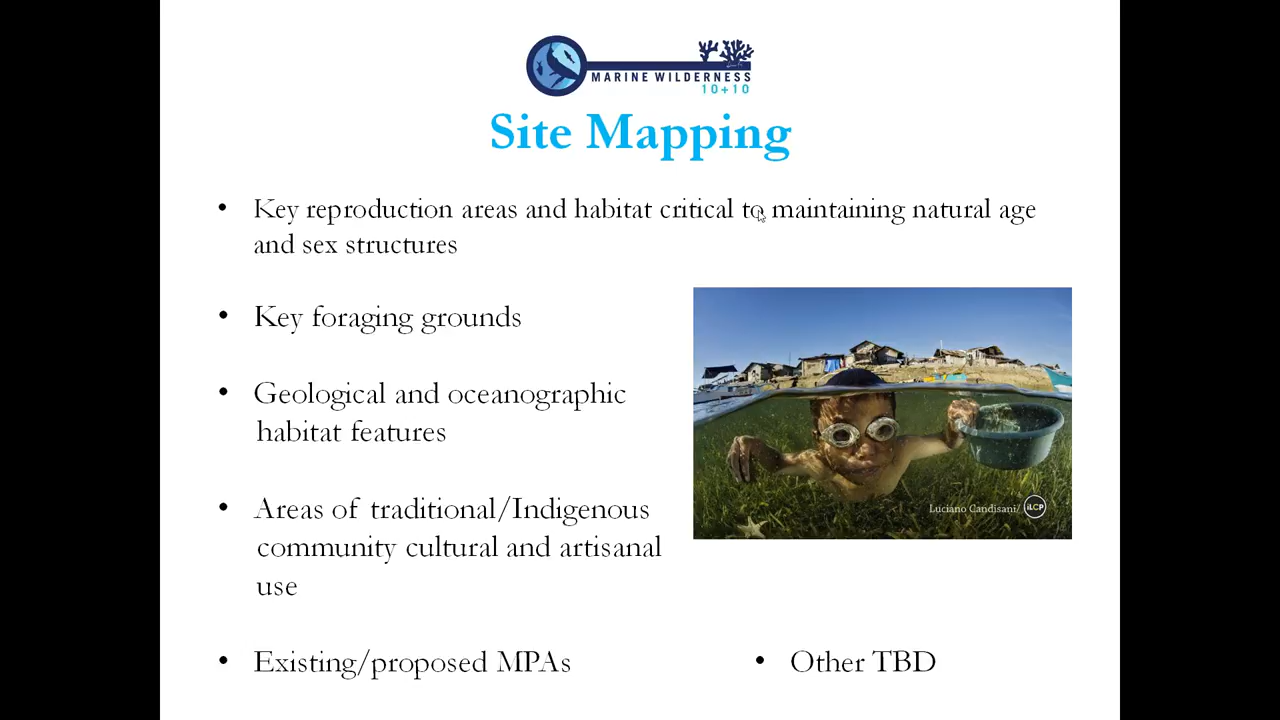 MARINE WILDERNESS
10+10
Site Mapping
• Key reproduction areas and habitat critical to maintaining natural age
and sex structures
• Key foraging grounds
• Geological and oceanographic
habitat features
• Areas of traditional/Indigenous
community cultural and artisanal
use
Luciano Candisani/ iLCP
• Existing/proposed MPAs
• Other TBD